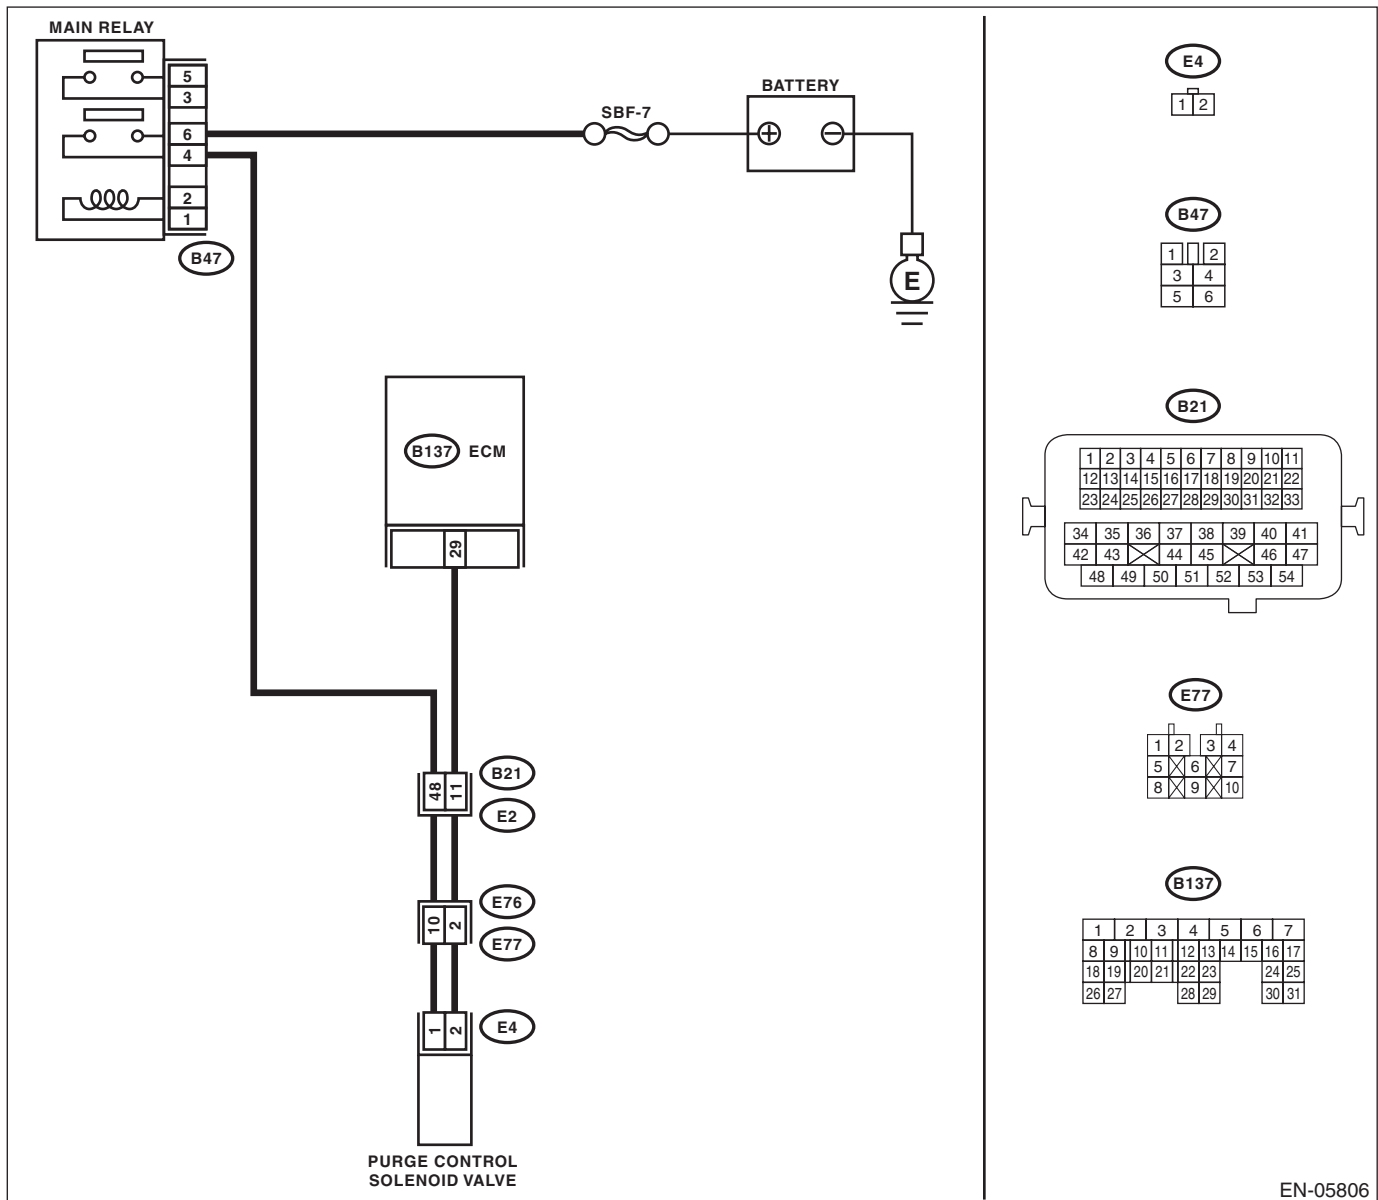 MAIN RELAY
5
3
6
4
2
1
B47
SBF-7
BATTERY
E
B137 ECM
29
48 11
B21
E2
10 2
E76
E77
1 2
E4
PURGE CONTROL
SOLENOID VALVE
E4
1 2
B47
1 2
3 4
5 6
B21
1 2 3 4 5 6 7 8 9 10 11
12 13 14 15 16 17 18 19 20 21 22
23 24 25 26 27 28 29 30 31 32 33
34 35 36 37 38 39 40 41
42 43 44 45 46 47
48 49 50 51 52 53 54
E77
1 2 3 4
5 6 7
8 9 10
B137
1 2 3 4 5 6 7
8 9 10 11 12 13 14 15 16 17
18 19 20 21 22 23 24 25
26 27 28 29 30 31
EN-05806